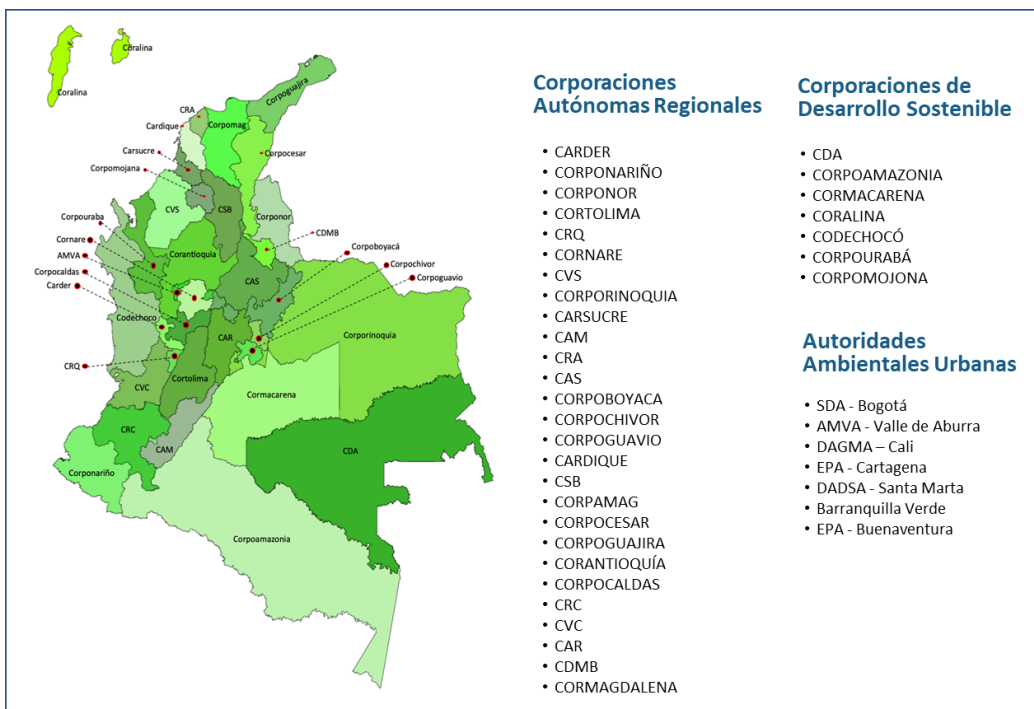 Coralina
Coralina
Corpoguajira
CRA
Corpomag
Cardique
Carsucre
Corpocesar
Corpomojana
CVS
CSB
Corponor
Corpouraba
CDMB
Cornare
Corantioquia
Corpoboyacá
AMVA
Corpochivor
Corpocaldas
CAS
Corpoguavio
Carder
Codechoco
Corporinoquia
CAR
CRQ
Cortolima
CVC
Cormacarena
CRC
CAM
CDA
Corponariño
Corpoamazonia
Corporaciones
Autónomas Regionales
• CARDER
• CORPONARIÑO
• CORPONOR
• CORTOLIMA
• CRQ
• CORNARE
• CVS
• CORPORINOQUIA
• CARSUCRE
• CAM
• CRA
• CAS
• CORPOBOYACA
• CORPOCHIVOR
• CORPOGUAVIO
• CARDIQUE
• CSB
• CORPAMAG
• CORPOCESAR
• CORPOGUAJIRA
• CORANTIOQUÍA
• CORPOCALDAS
• CRC
• CVC
• CAR
• CDMB
• CORMAGDALENA
Corporaciones de
Desarrollo Sostenible
• CDA
• CORPOAMAZONIA
• CORMACARENA
• CORALINA
• CODECHOCÓ
• CORPOURABÁ
• CORPOMOJONA
Autoridades
Ambientales Urbanas
• SDA - Bogotá
• AMVA - Valle de Aburra
• DAGMA – Cali
• EPA - Cartagena
• DADSA - Santa Marta
• Barranquilla Verde
• EPA - Buenaventura